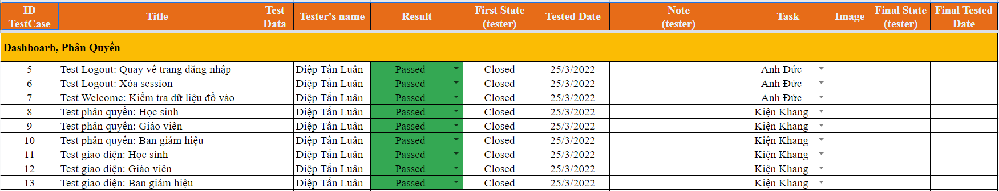 ID TestCase Title Test Data Tester's name Result First State (tester) Tested Date Note (tester) Task Image Final State (tester) Final Tested Date
Dashboarb, Phân Quyền
5 Test Logout: Quay về trang đăng nhập Diệp Tấn Luân Passed Closed 25/3/2022 Anh Đức
6 Test Logout: Xóa session Diệp Tấn Luân Passed Closed 25/3/2022 Anh Đức
7 Test Welcome: Kiểm tra dữ liệu đổ vào Diệp Tấn Luân Passed Closed 25/3/2022 Anh Đức
8 Test phân quyền: Học sinh Diệp Tấn Luân Passed Closed 25/3/2022 Kiện Khang
9 Test phân quyền: Giáo viên Diệp Tấn Luân Passed Closed 25/3/2022 Kiện Khang
10 Test phân quyền: Ban giám hiệu Diệp Tấn Luân Passed Closed 25/3/2022 Kiện Khang
11 Test giao diện: Học sinh Diệp Tấn Luân Passed Closed 25/3/2022 Kiện Khang
12 Test giao diện: Giáo viên Diệp Tấn Luân Passed Closed 25/3/2022 Kiện Khang
13 Test giao diện: Ban giám hiệu Diệp Tấn Luân Passed Closed 25/3/2022 Kiện Khang